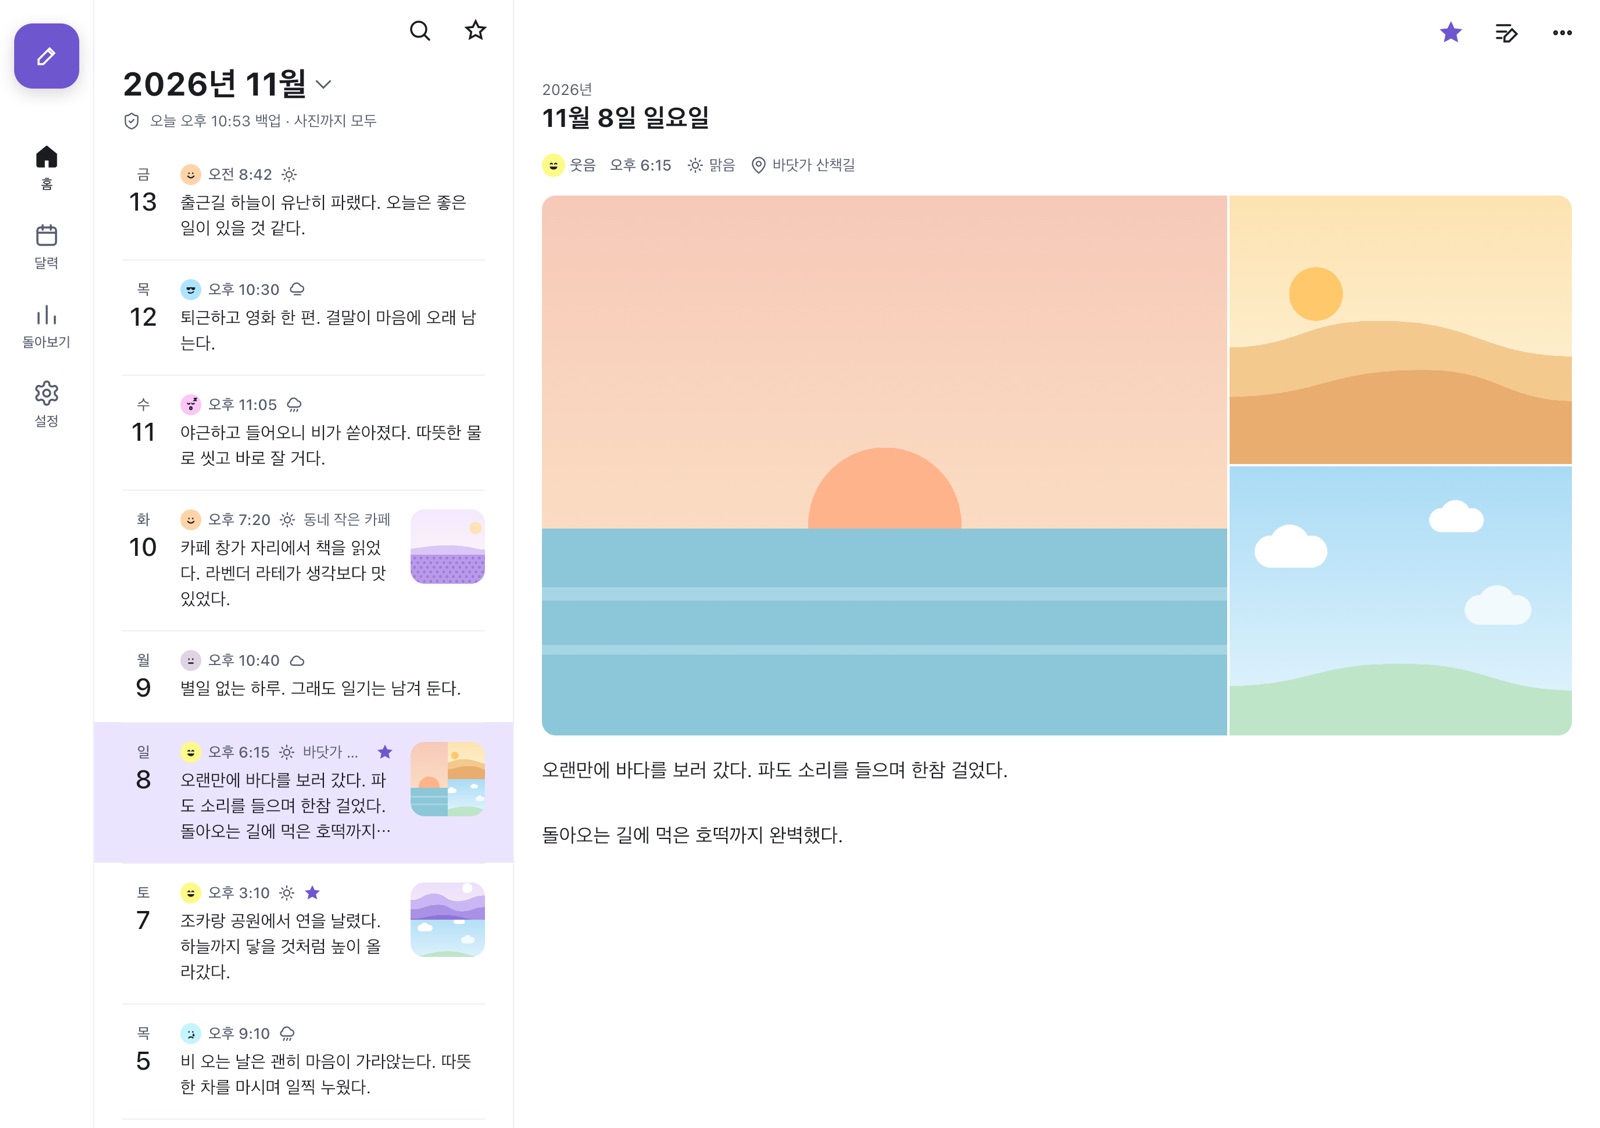 홈
달력
돌아보기
설정
2026년 11월
오늘 오후 10:53 백업 · 사진까지 모두
금
13
오전 8:42
출근길 하늘이 유난히 파랬다. 오늘은 좋은
일이 있을 것 같다.
목
12
오후 10:30
퇴근하고 영화 한 편. 결말이 마음에 오래 남
는다.
수
11
오후 11:05
야근하고 들어오니 비가 쏟아졌다. 따뜻한 물
로 씻고 바로 잘 거다.
화
10
오후 7:20 동네 작은 카페
카페 창가 자리에서 책을 읽었
다. 라벤더 라테가 생각보다 맛
있었다.
월
9
오후 10:40
별일 없는 하루. 그래도 일기는 남겨 둔다.
일
8
오후 6:15 바닷가 ...
오랜만에 바다를 보러 갔다. 파
도 소리를 들으며 한참 걸었다.
돌아오는 길에 먹은 호떡까지…
토
7
오후 3:10
조카랑 공원에서 연을 날렸다.
하늘까지 닿을 것처럼 높이 올
라갔다.
목
5
오후 9:10
비 오는 날은 괜히 마음이 가라앉는다. 따뜻
한 차를 마시며 일찍 누웠다.
2026년
11월 8일 일요일
웃음 오후 6:15 맑음 바닷가 산책길
오랜만에 바다를 보러 갔다. 파도 소리를 들으며 한참 걸었다.
돌아오는 길에 먹은 호떡까지 완벽했다.